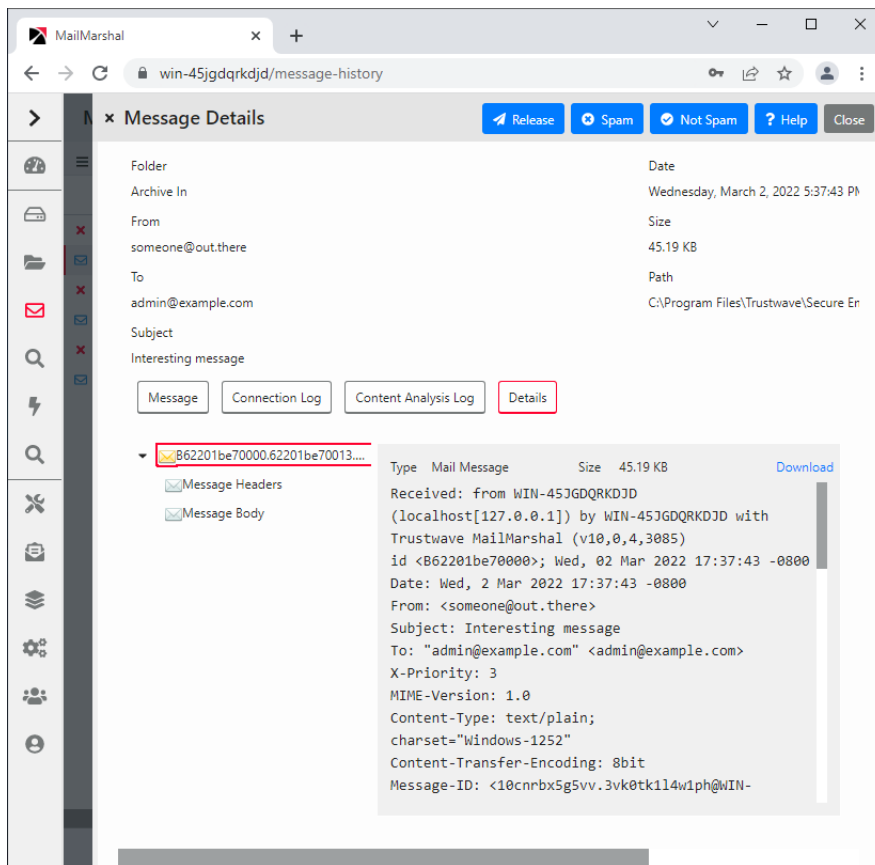 MailMarshal
win-45jgdqrkdjd/message-history
Message Details
Release
Spam
Not Spam
? Help
Close
Folder
Date
Archive In
Wednesday, March 2, 2022 5:37:43 PM
From
Size
someone@out.there
45.19 KB
To
Path
admin@example.com
C:\Program Files\Trustwave\Secure Em
Subject
Interesting message
Message
Connection Log
Content Analysis Log
Details
B62201be70000.62201be70013....
Message Headers
Message Body
Type Mail Message Size 45.19 KB Download
Received: from WIN-45JGDQRKDJD
(localhost[127.0.0.1]) by WIN-45JGDQRKDJD with
Trustwave MailMarshal (v10,0,4,3085)
id <B62201be70000>; Wed, 02 Mar 2022 17:37:43 -0800
Date: Wed, 2 Mar 2022 17:37:43 -0800
From: <someone@out.there>
Subject: Interesting message
To: "admin@example.com" <admin@example.com>
X-Priority: 3
MIME-Version: 1.0
Content-Type: text/plain;
charset="Windows-1252"
Content-Transfer-Encoding: 8bit
Message-ID: <10cnrbx5g5vv.3vk0tk1l4w1ph@WIN-